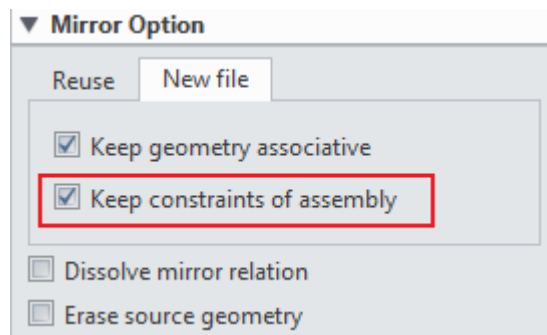 Mirror Option
Reuse New file
Keep geometry associative
Keep constraints of assembly
Dissolve mirror relation
Erase source geometry